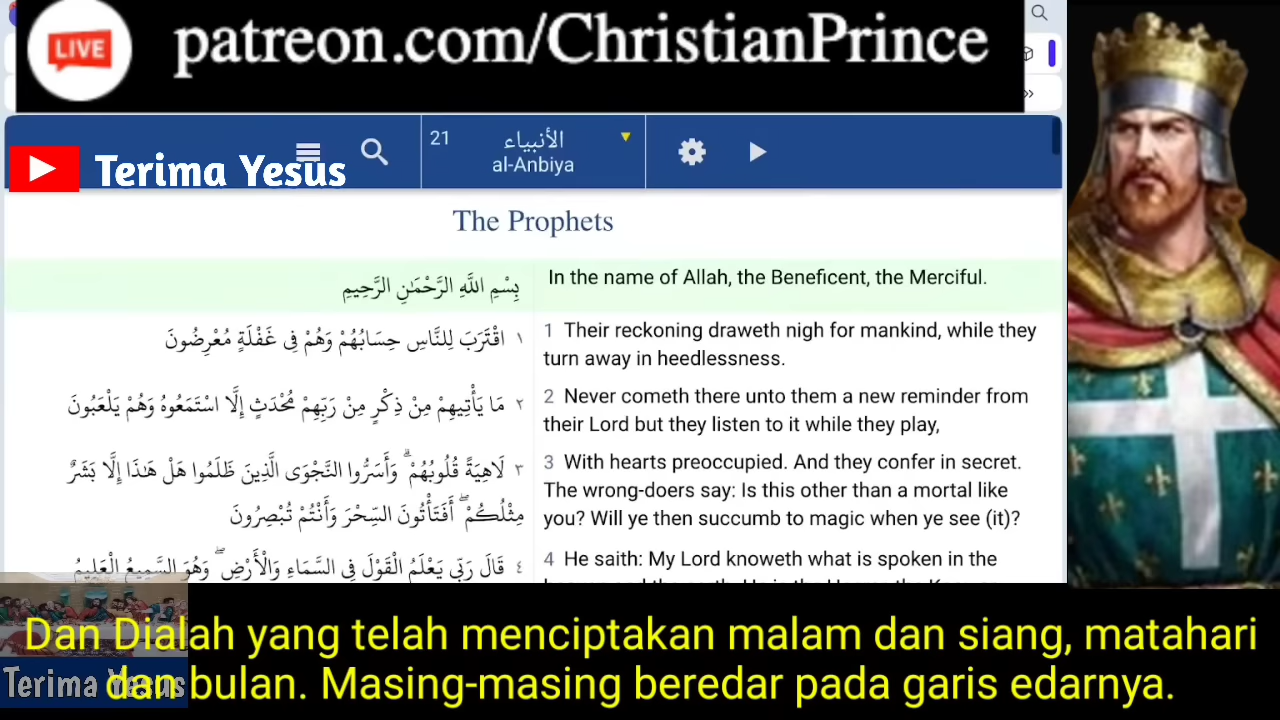 LIVE
patreon.com/ChristianPrince
21
الأنبياء
al-Anbiya
Terima Yesus
The Prophets
بِسْمِ اللَّهِ الرَّحْمَٰنِ الرَّحِيمِ
In the name of Allah, the Beneficent, the Merciful.
١ اقْتَرَبَ لِلنَّاسِ حِسَابُهُمْ وَهُمْ فِي غَفْلَةٍ مُعْرِضُونَ
1 Their reckoning draweth nigh for mankind, while they
turn away in heedlessness.
٢ مَا يَأْتِيهِمْ مِنْ ذِكْرٍ مِنْ رَبِّهِمْ مُحْدَثٍ إِلَّا اسْتَمَعُوهُ وَهُمْ يَلْعَبُونَ
2 Never cometh there unto them a new reminder from
their Lord but they listen to it while they play,
٣ لَاهِيَةً قُلُوبُهُمْ ۗ وَأَسَرُّوا النَّجْوَى الَّذِينَ ظَلَمُوا هَلْ هَٰذَا إِلَّا بَشَرٌ
مِثْلُكُمْ ۖ أَفَتَأْتُونَ السِّحْرَ وَأَنْتُمْ تُبْصِرُونَ
3 With hearts preoccupied. And they confer in secret.
The wrong-doers say: Is this other than a mortal like
you? Will ye then succumb to magic when ye see (it)?
٤ قَالَ رَبِّي يَعْلَمُ الْقَوْلَ فِي السَّمَاءِ وَالْأَرْضِ ۖ وَهُوَ السَّمِيعُ الْعَلِيمُ
4 He saith: My Lord knoweth what is spoken in the
Dan Dialah yang telah menciptakan malam dan siang, matahari
dan bulan. Masing-masing beredar pada garis edarnya.
Terima Yesus